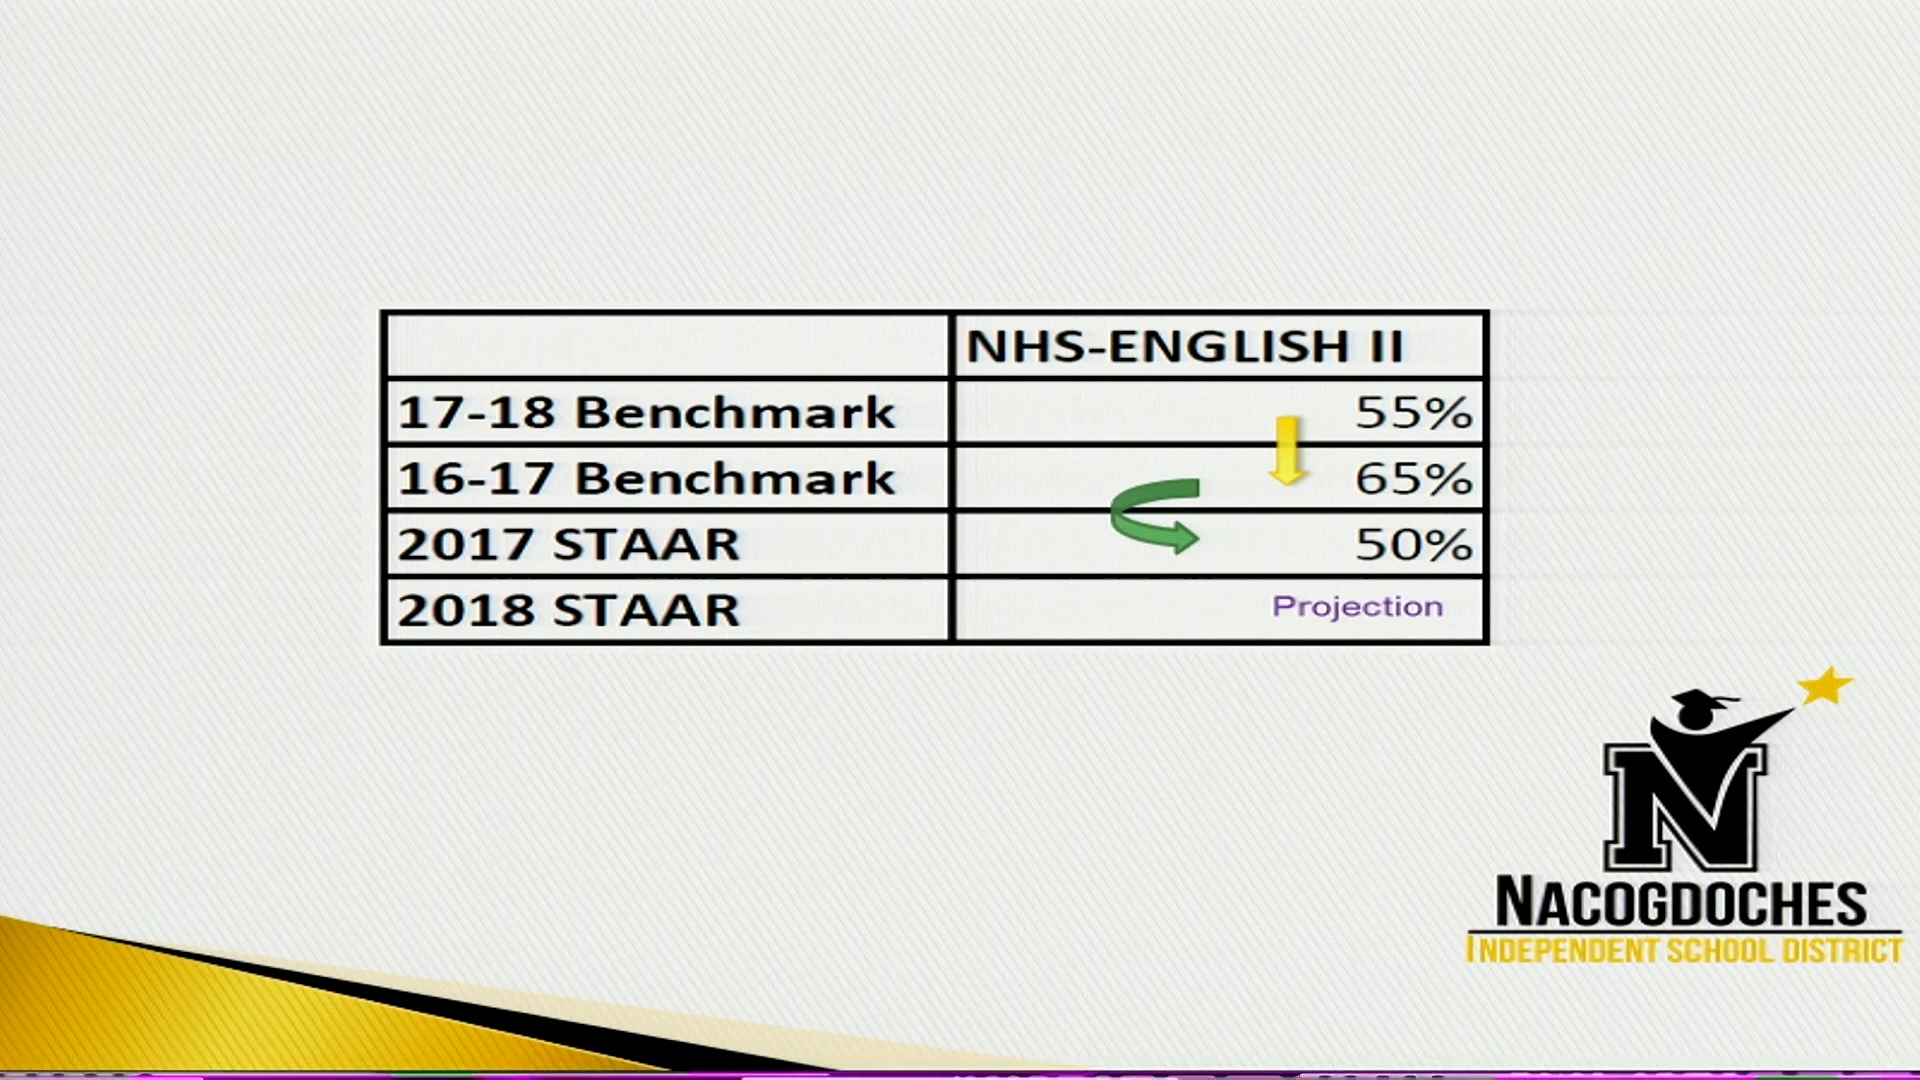 NHS-ENGLISH II
17-18 Benchmark 55%
16-17 Benchmark 65%
2017 STAAR 50%
2018 STAAR Projection
N
NACOGDOCHES
INDEPENDENT SCHOOL DISTRICT